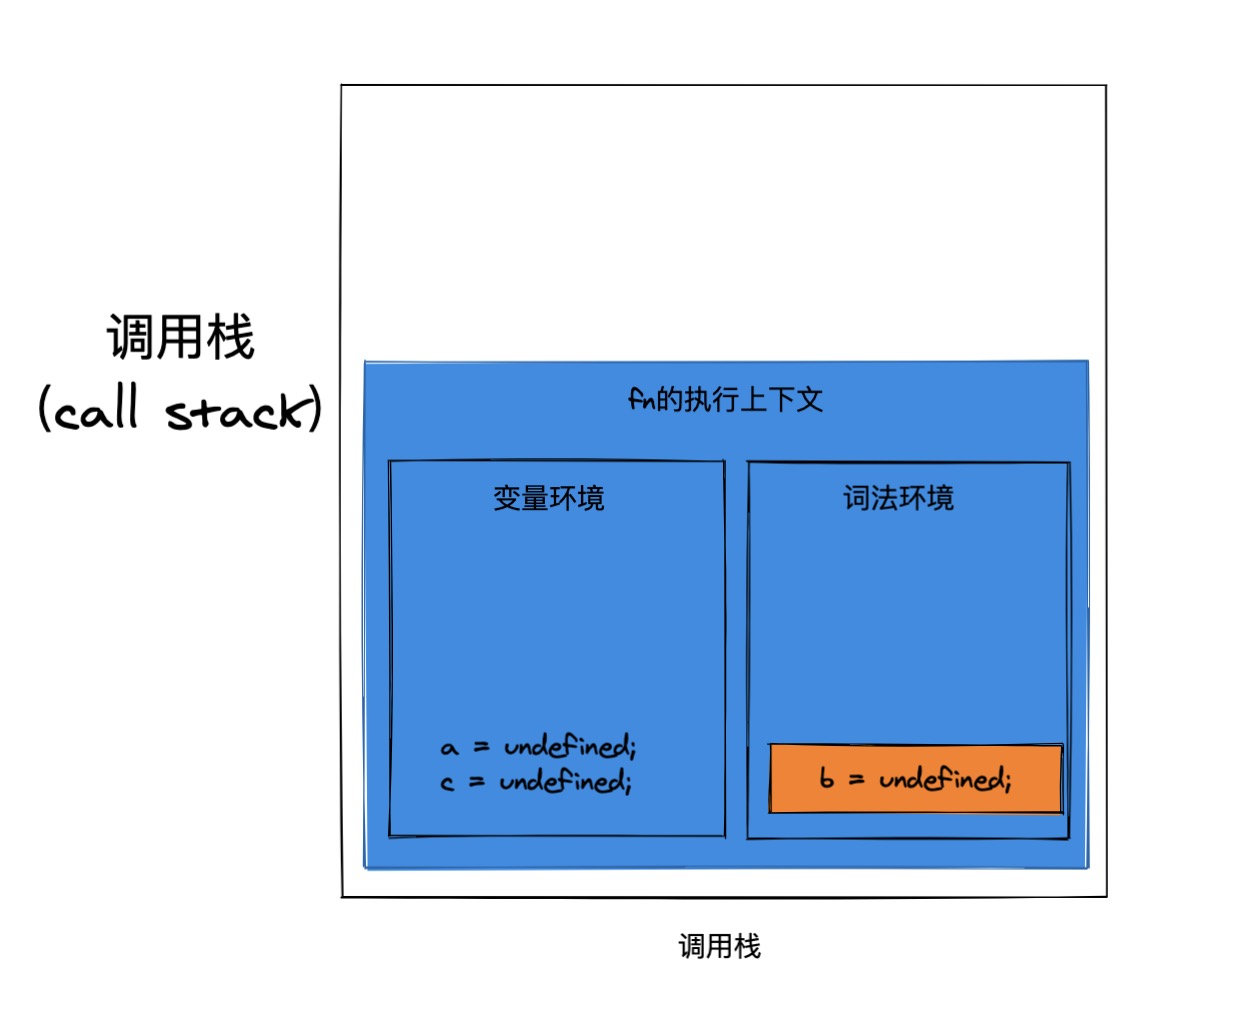 调用栈
(call stack)
fn的执行上下文
变量环境
词法环境
a = undefined;
c = undefined;
b = undefined;
调用栈